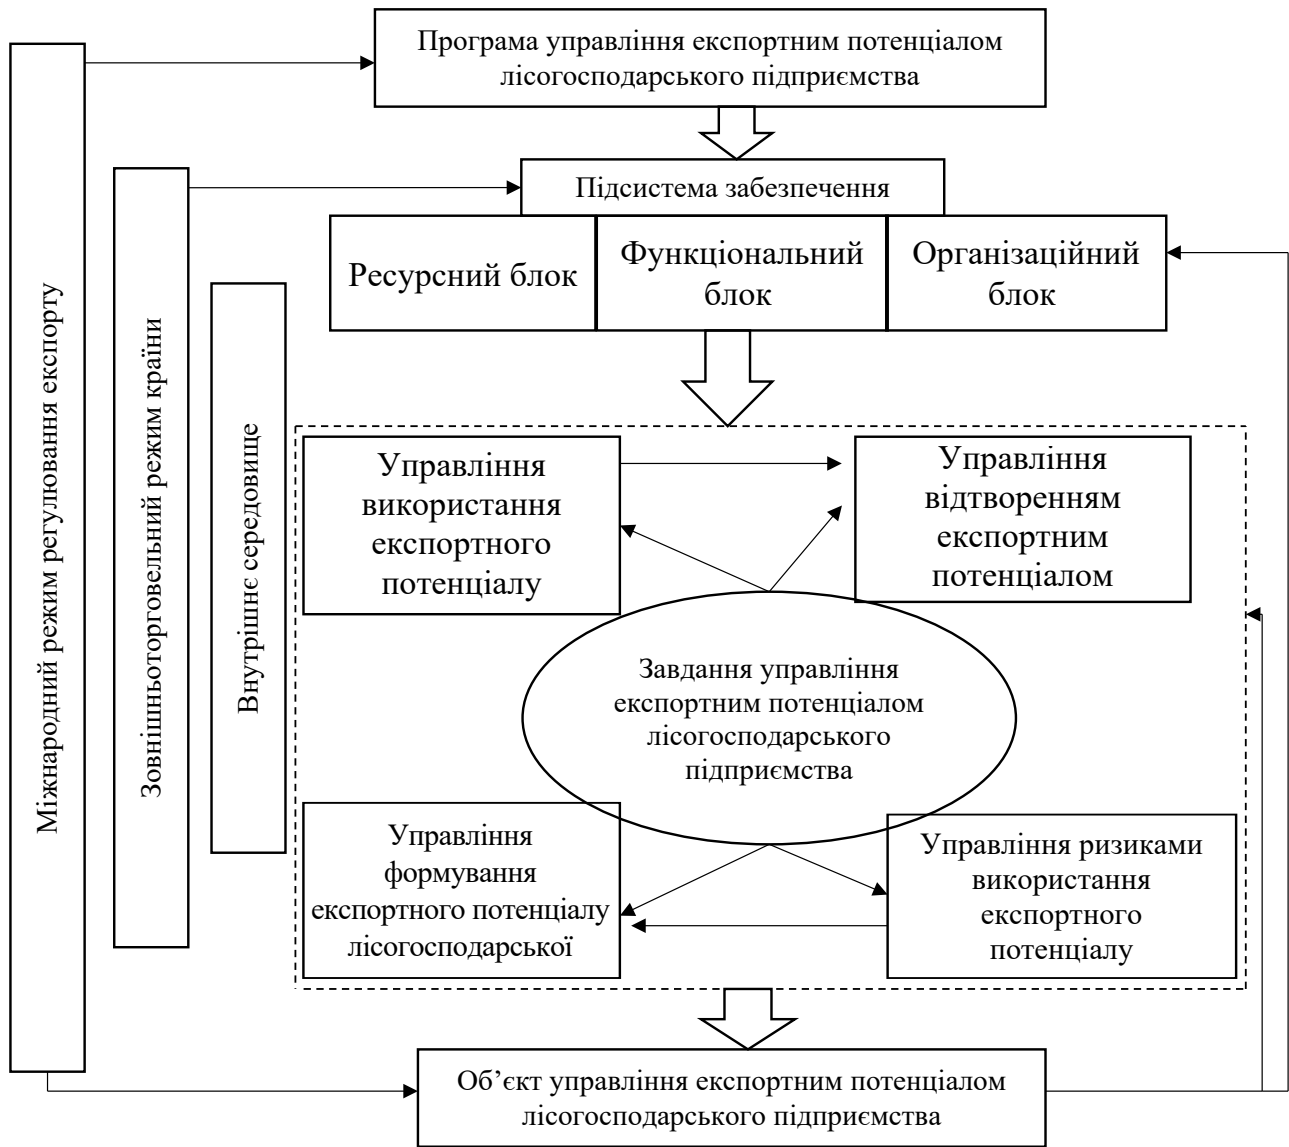 Програма управління експортним потенціалом
лісогосподарського підприємства
Підсистема забезпечення
Ресурсний блок
Функціональний
блок
Організаційний
блок
Міжнародний режим регулювання експорту
Зовнішньоторговельний режим країни
Внутрішнє середовище
Управління
використання
експортного
потенціалу
Управління
відтворенням
експортним
потенціалом
Завдання управління
експортним потенціалом
лісогосподарського
підприємства
Управління
формування
експортного потенціалу
лісогосподарської
Управління ризиками
використання
експортного
потенціалу
Об’єкт управління експортним потенціалом
лісогосподарського підприємства